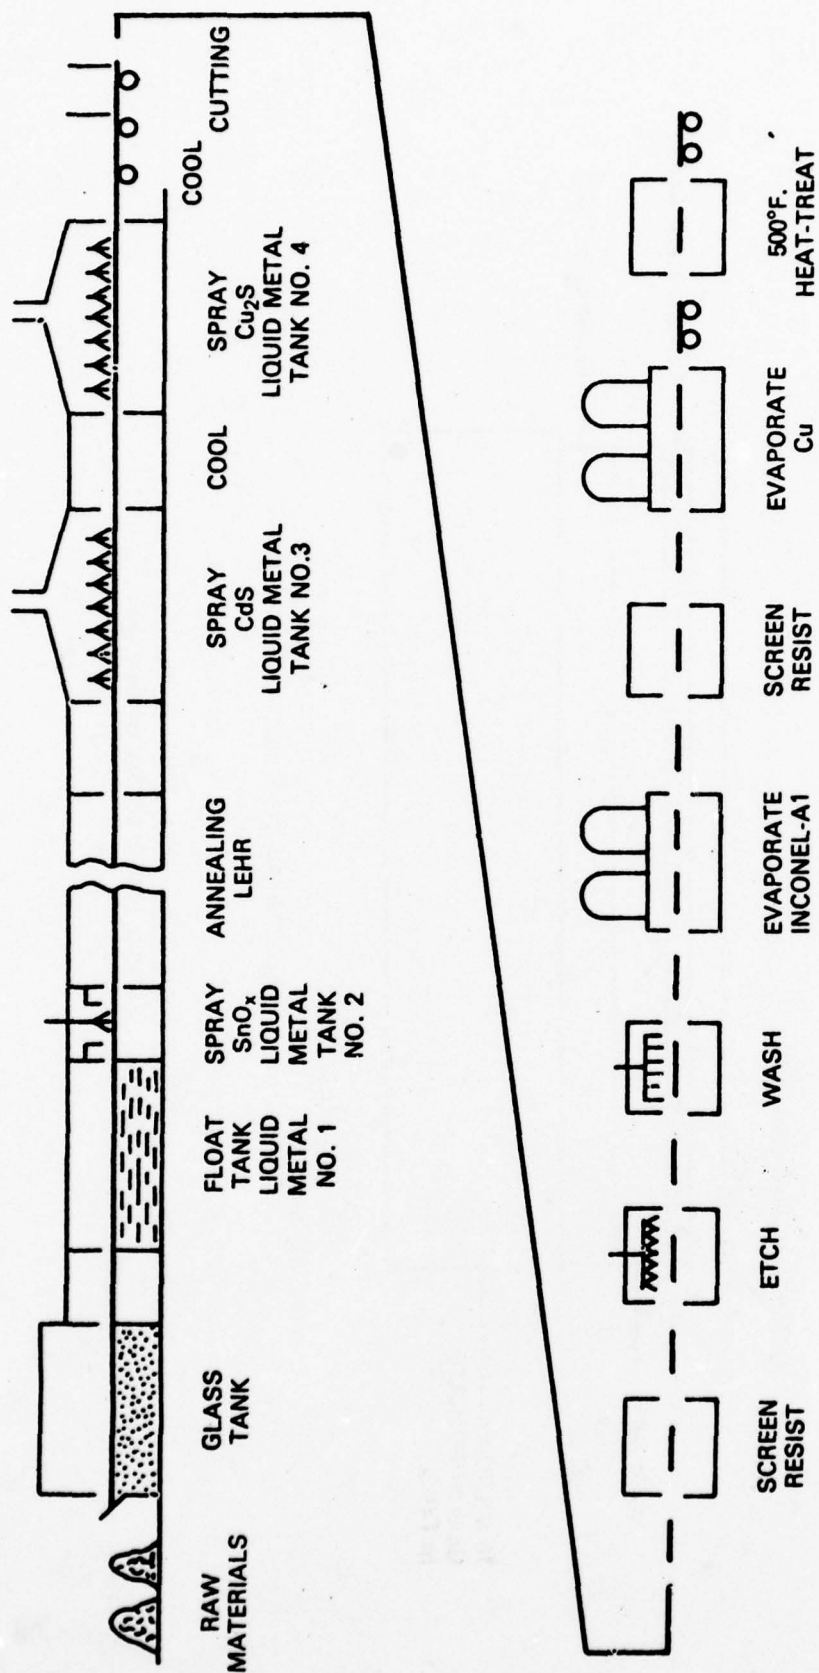 RAW
MATERIALS
GLASS
TANK
FLOAT
TANK
LIQUID
METAL
NO. 1
SPRAY
SnOₓ
LIQUID
METAL
TANK
NO. 2
ANNEALING
LEHR
SPRAY
CdS
LIQUID METAL
TANK NO.3
COOL
SPRAY
Cu₂S
LIQUID METAL
TANK NO. 4
COOL
CUTTING
SCREEN
RESIST
ETCH
WASH
EVAPORATE
INCONEL-A1
SCREEN
RESIST
EVAPORATE
Cu
500°F.
HEAT-TREAT